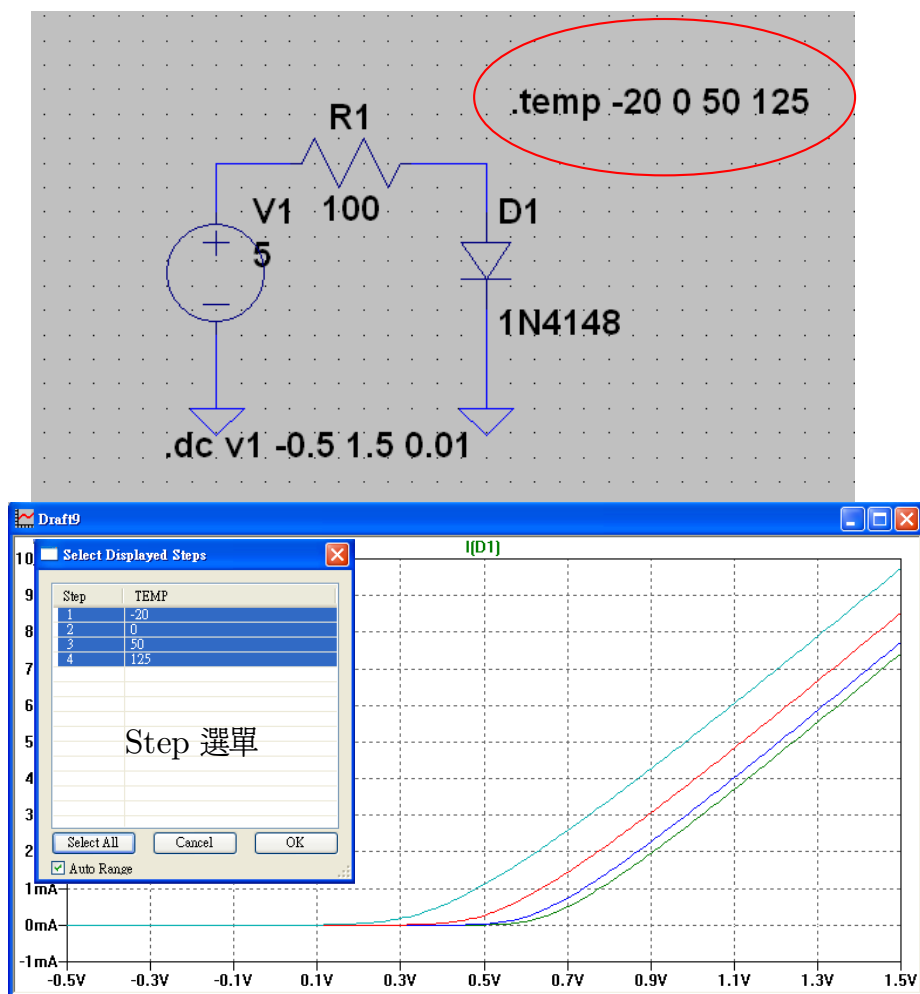 .temp -20 0 50 125
R1
V1
100
D1
5
1N4148
.dc v1 -0.5 1.5 0.01
Draft9
I(D1)
Select Displayed Steps
Step TEMP
1 -20
2 0
3 50
4 125
Step 選單
Select All Cancel OK
Auto Range
10
9
8
7
6
5
4
3
2
1mA
0mA
-1mA
-0.5V -0.3V -0.1V 0.1V 0.3V 0.5V 0.7V 0.9V 1.1V 1.3V 1.5V